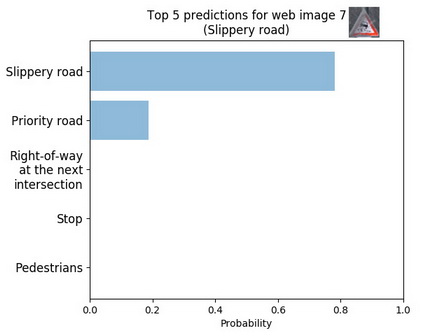 Top 5 predictions for web image 7
(Slippery road)
Slippery road
Priority road
Right-of-way
at the next
intersection
Stop
Pedestrians
0.0 0.2 0.4 0.6 0.8 1.0
Probability